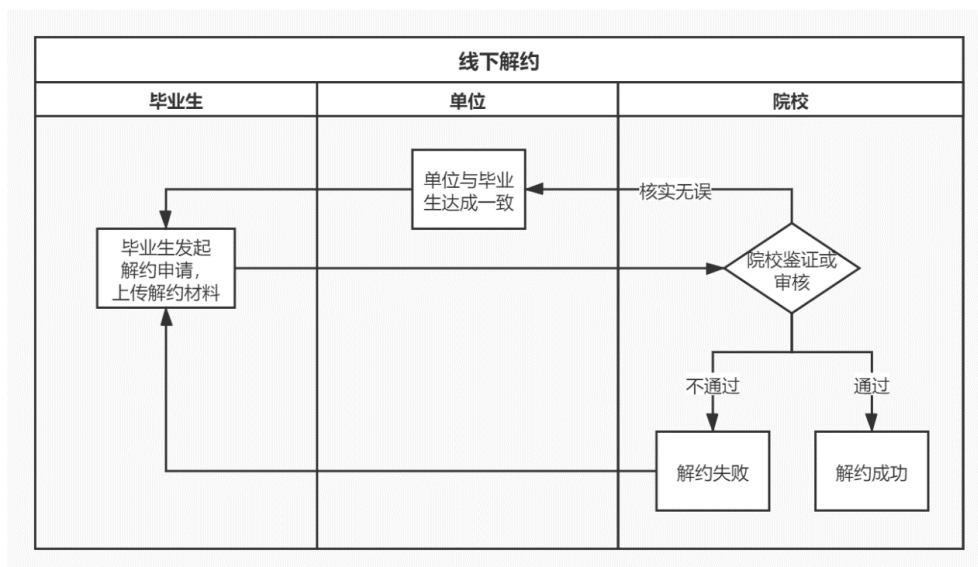 线下解约
毕业生
单位
院校
单位与毕业
生达成一致
核实无误
毕业生发起
解约申请，
上传解约材料
院校鉴证或
审核
不通过
通过
解约失败
解约成功